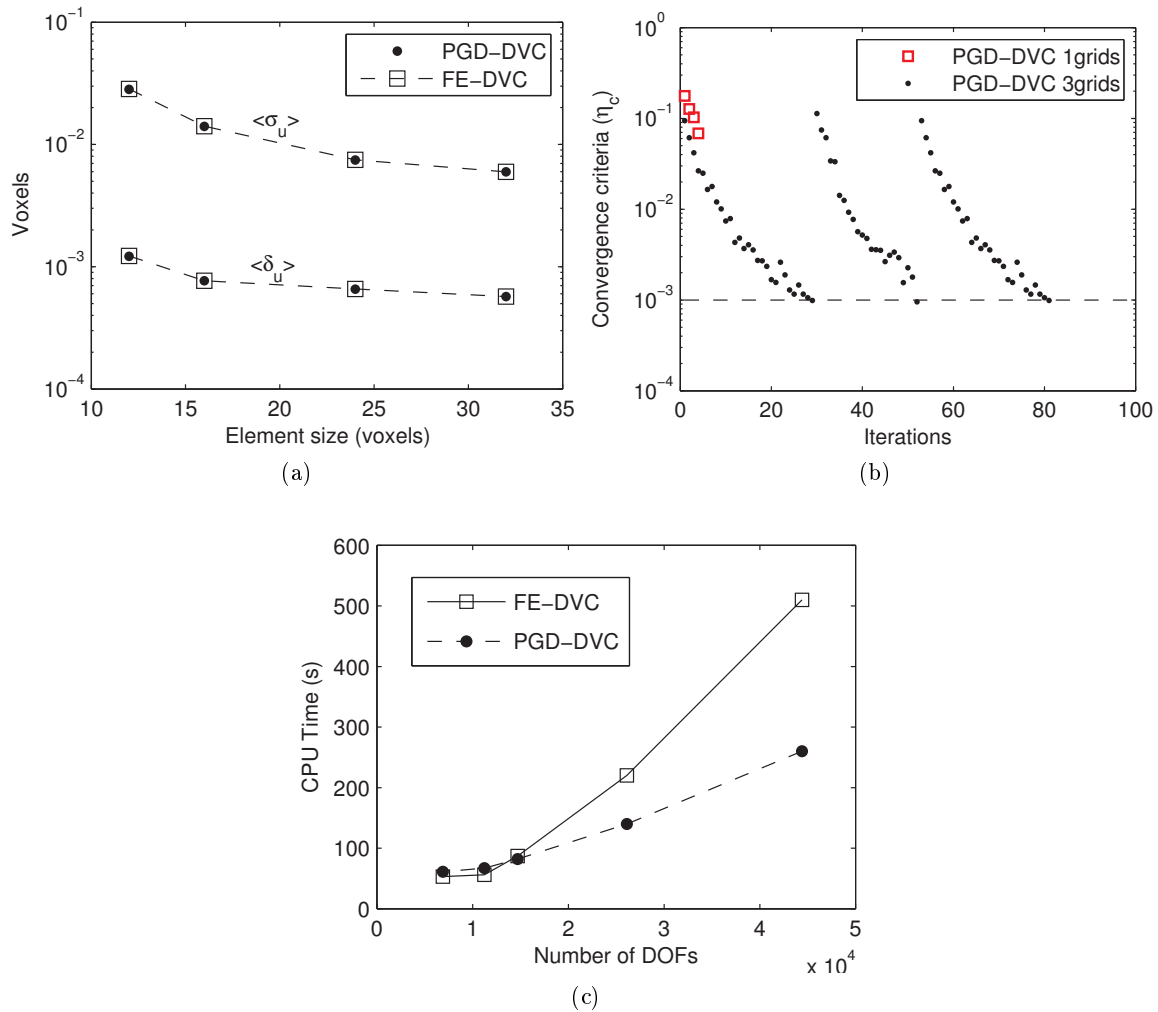 10^-1
10^-2
10^-3
10^-4
Voxels
PGD-DVC
FE-DVC
<σ_u>
<δ_u>
10 15 20 25 30 35
Element size (voxels)
(a)
10^0
10^-1
10^-2
10^-3
10^-4
Convergence criteria (η_c)
PGD-DVC 1grids
PGD-DVC 3grids
0 20 40 60 80 100
Iterations
(b)
600
500
400
300
200
100
0
CPU Time (s)
FE-DVC
PGD-DVC
0 1 2 3 4 5
Number of DOFs
x 10^4
(c)